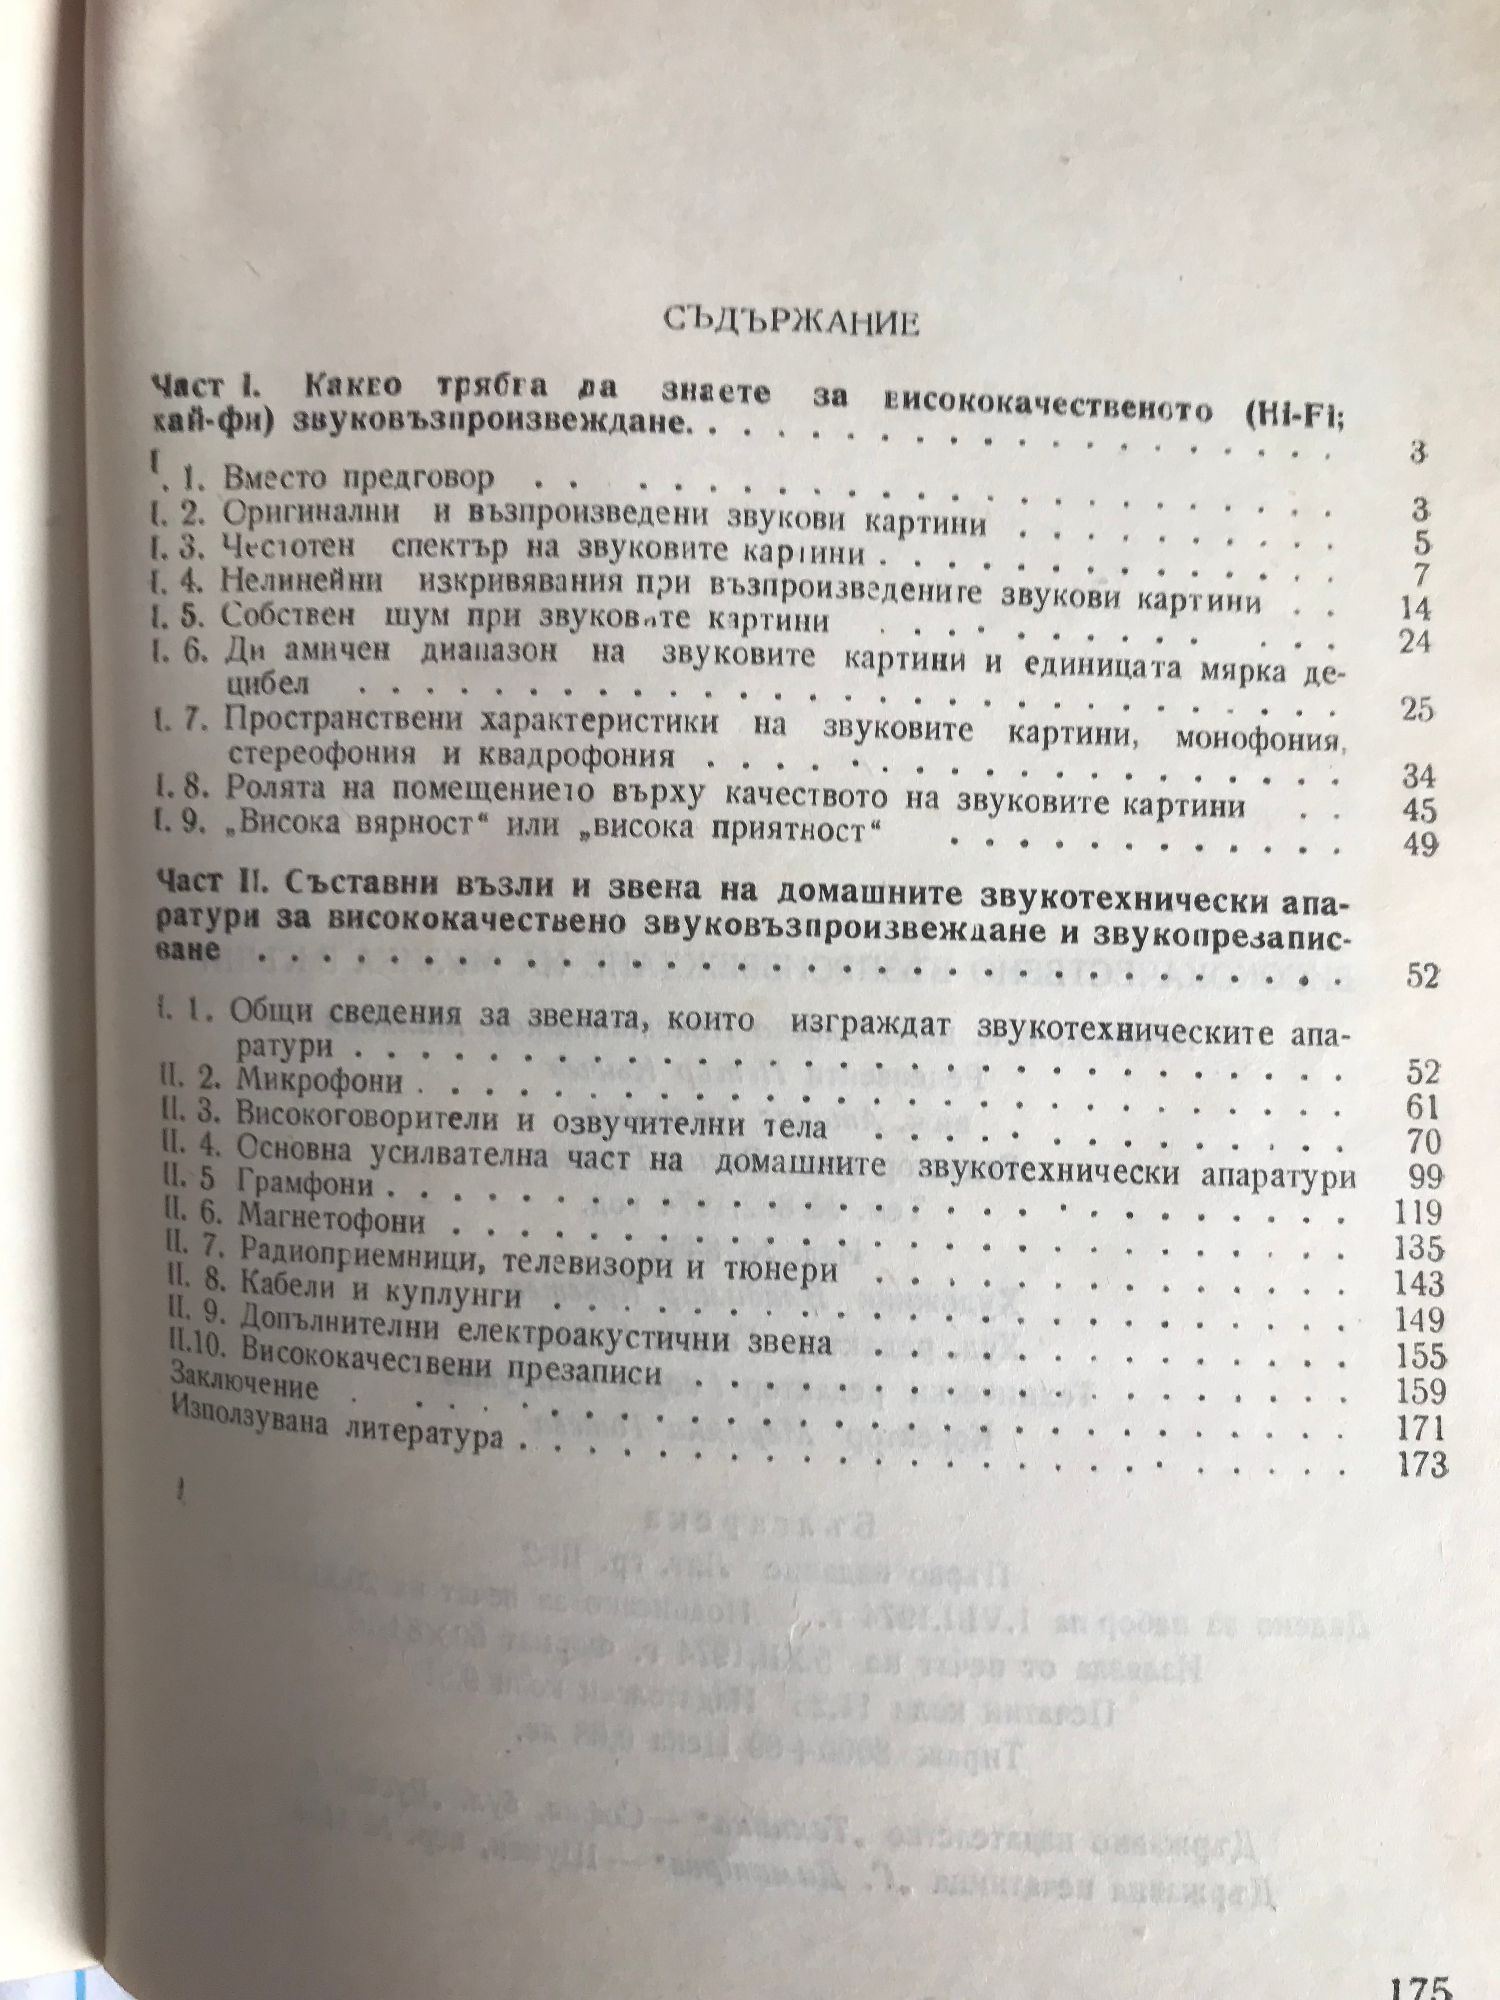 СЪДЪРЖАНИЕ
Част I. Какво трябва да знаете за висококачественото (Hi-Fi;
хай-фи) звуковъзпроизвеждане. . . . . . . . . . . . . . . . . . . . 3
I. 1. Вместо предговор . . . . . . . . . . . . . . . . . . . . 3
I. 2. Оригинални и възпроизведени звукови картини . . . . . . . . . . 5
I. 3. Честотен спектър на звуковите картини . . . . . . . . . . . . . 7
I. 4. Нелинейни изкривявания при възпроизведените звукови картини . . 14
I. 5. Собствен шум при звуковите картини . . . . . . . . . . . . 24
I. 6. Ди амичен диапазон на звуковите картини и единицата мярка де-
цибел . . . . . . . . . . . . . . . . . . . . . . . . . . . . . 25
I. 7. Пространствени характеристики на звуковите картини, монофония,
стереофония и квадрофония . . . . . . . . . . . . . . . . . . 34
I. 8. Ролята на помещението върху качеството на звуковите картини . . 45
I. 9. „Висока вярност“ или „висока приятност“ . . . . . . . . . . . . 49
Част II. Съставни възли и звена на домашните звукотехнически апа-
ратури за висококачествено звуковъзпроизвеждане и звукопрезапис-
ване . . . . . . . . . . . . . . . . . . . . . . . . . . . . . . . . 52
I. 1. Общи сведения за звената, които изграждат звукотехническите апа-
ратури . . . . . . . . . . . . . . . . . . . . . . . . . . . . . 52
II. 2. Микрофони . . . . . . . . . . . . . . . . . . . . . . . . . . . 61
II. 3. Високоговорители и озвучителни тела . . . . . . . . . . . . . 70
II. 4. Основна усилвателна част на домашните звукотехнически апаратури 99
II. 5 Грамфони . . . . . . . . . . . . . . . . . . . . . . . . . . . . 119
II. 6. Магнетофони . . . . . . . . . . . . . . . . . . . . . . . . . . 135
II. 7. Радиоприемници, телевизори и тюнери . . . . . . . . . . . . . 143
II. 8. Кабели и куплунги . . . . . . . . . . . . . . . . . . . . . . . 149
II. 9. Допълнителни електроакустични звена . . . . . . . . . . . . . 155
II.10. Висококачествени презаписи . . . . . . . . . . . . . . . . . . 159
Заключение . . . . . . . . . . . . . . . . . . . . . . . . . . . . 171
Използувана литература . . . . . . . . . . . . . . . . . . . . . . . 173
175